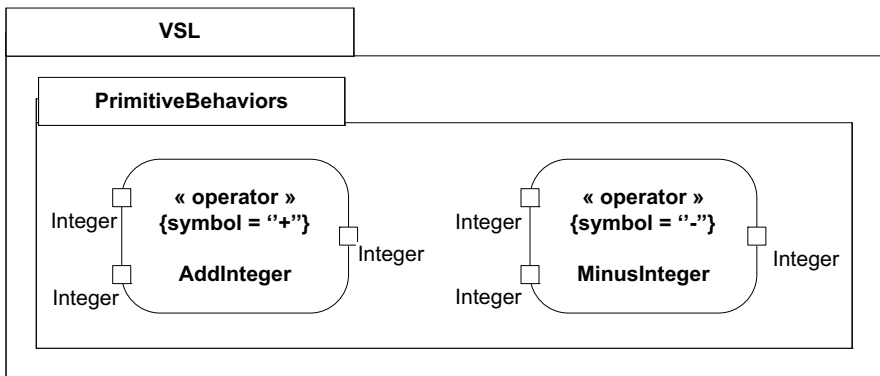 VSL
PrimitiveBehaviors
« operator »
{symbol = ‘’+’’}
Integer
Integer
Integer
AddInteger
« operator »
{symbol = ‘’-’’}
Integer
Integer
Integer
MinusInteger